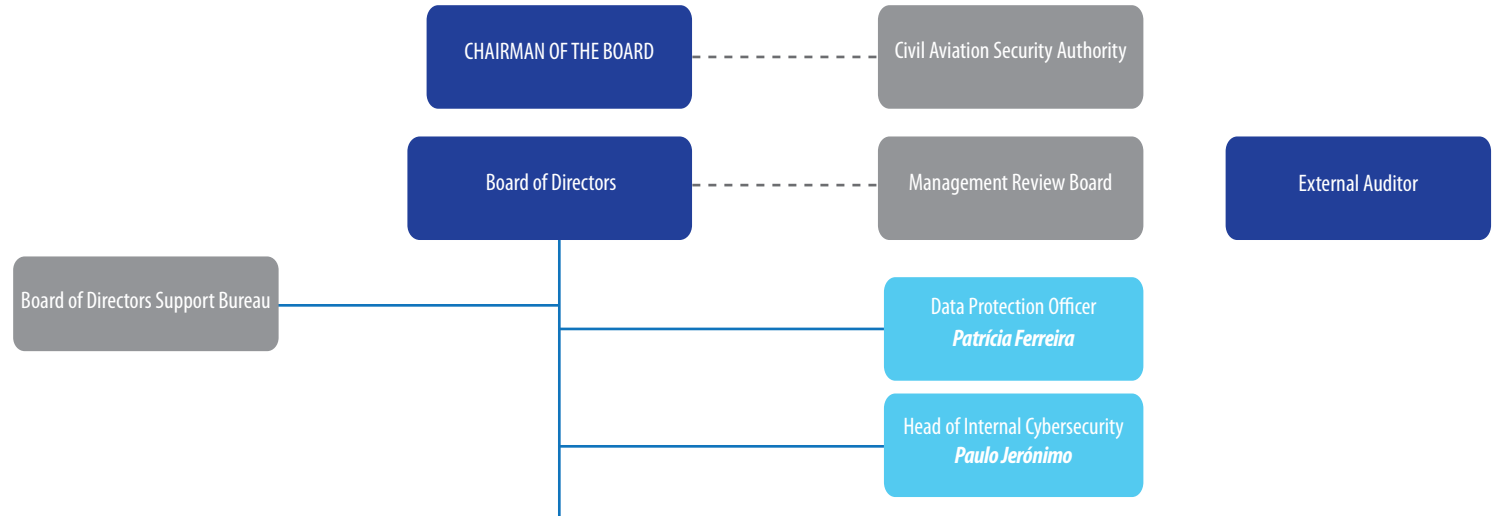 CHAIRMAN OF THE BOARD
Civil Aviation Security Authority
Board of Directors
Management Review Board
External Auditor
Board of Directors Support Bureau
Data Protection Officer
Patrícia Ferreira
Head of Internal Cybersecurity
Paulo Jerónimo